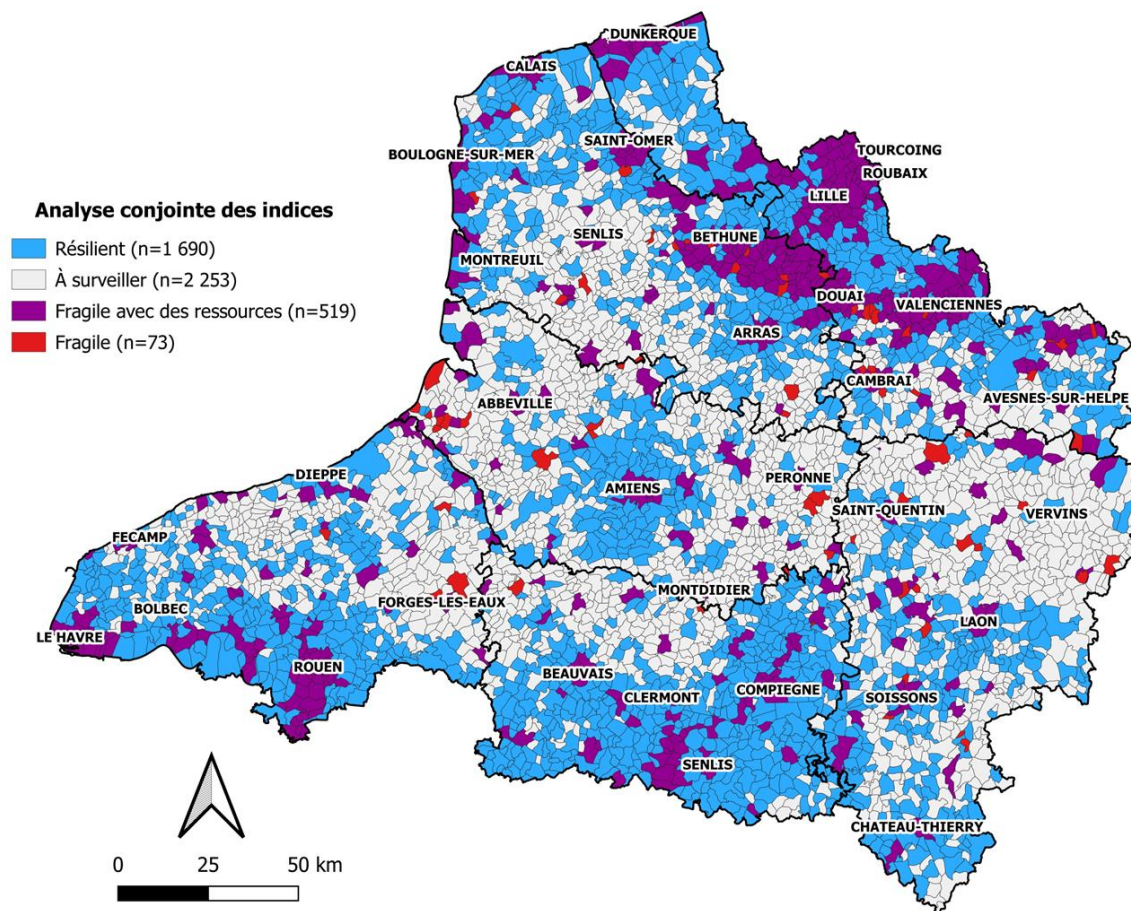 DUNKERQUE
CALAIS
SAINT-OMER
BOULOGNE-SUR-MER
TOURCOING
ROUBAIX
LILLE
Analyse conjointe des indices
Résilient (n=1 690)
À surveiller (n=2 253)
Fragile avec des ressources (n=519)
Fragile (n=73)
SENLIS
BETHUNE
MONTREUIL
DOUAI
VALENCIENNES
ARRAS
CAMBRAI
AVESNES-SUR-HELPE
ABBEVILLE
DIEPPE
AMIENS
PERONNE
SAINT-QUENTIN
VERVINS
FECAMP
MONTDIDIER
FORGES-LES-EAUX
BOLBEC
LAON
LE HAVRE
ROUEN
BEAUVAIS
CLERMONT
COMPIEGNE
SOISSONS
SENLIS
CHATEAU-THIERRY
0 25 50 km